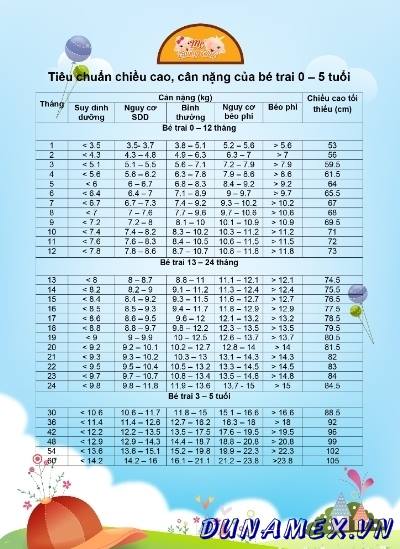 Mẹ
Tiêu chuẩn chiều cao, cân nặng của bé trai 0 – 5 tuổi
Tháng Cân nặng (kg) Chiều cao tối thiểu (cm)
Suy dinh dưỡng Nguy cơ SDD Bình thường Nguy cơ béo phì Béo phì
Bé trai 0 – 12 tháng
1 < 3.5 3.5- 3.7 3.8 – 5.1 5.2 – 5.6 > 5.6 53
2 < 4.3 4.3 – 4.8 4.9 – 6.3 6.3 – 7 > 7 56
3 < 5.1 5.1 – 5.5 5.6 – 7.1 7.2 – 7.9 > 7.9 59.5
4 < 5.6 5.6 – 6.2 6.3 – 7.8 7.9 – 8.6 > 8.6 61.5
5 < 6 6 – 6.7 6.8 – 8.3 8.4 – 9.2 > 9.2 64
6 < 6.4 6.4 – 7 7.1 – 8.9 9 – 9.7 > 9.7 65.5
7 < 6.7 6.7 – 7.3 7.4 – 9.2 9.3 – 10.2 > 10.2 67
8 < 7 7 – 7.6 7.7 – 9.6 9.7 – 10.6 > 10.6 68
9 < 7.2 7.2 – 8 8.1 – 10 10.1 – 10.9 > 10.9 69.5
10 < 7.4 7.4 – 8.2 8.3 – 10.2 10.3 – 11.2 > 11.2 71
11 < 7.6 7.6 – 8.3 8.4 – 10.5 10.6 – 11.5 > 11.5 72
12 < 7.8 7.8 – 8.6 8.7 – 10.7 10.8 – 11.8 > 11.8 73
Bé trai 13 – 24 tháng
13 < 8 8 – 8.7 8.8 – 11 11.1 – 12.1 > 12.1 74.5
14 < 8.2 8.2 – 9 9.1 – 11.2 11.3 – 12.4 > 12.4 75.5
15 < 8.4 8.4 – 9.2 9.3 – 11.5 11.6 – 12.7 > 12.7 76.5
16 < 8.5 8.5 – 9.3 9.4 – 11.7 11.8 – 12.9 > 12.9 77.5
17 < 8.6 8.6 – 9.5 9.6 – 12 12.1 – 13.2 > 13.2 78.5
18 < 8.8 8.8 – 9.7 9.8 – 12.2 12.3 – 13.5 > 13.5 79.5
19 < 9 9 – 9.9 10 – 12.5 12.6 – 13.7 > 13.7 80.5
20 < 9.2 9.2 – 10.1 10.2 – 12.7 12.8 – 14 > 14 81.5
21 < 9.3 9.3 – 10.2 10.3 – 13 13.1 – 14.3 > 14.3 82
22 < 9.5 9.5 – 10.4 10.5 – 13.2 13.3 – 14.5 > 14.5 83
23 < 9.7 9.7 – 10.7 10.8 – 13.4 13.5 – 14.8 > 14.8 84
24 < 9.8 9.8 – 11.8 11.9 – 13.6 13.7 - 15 > 15 84.5
Bé trai 3 – 5 tuổi
30 < 10.6 10.6 – 11.7 11.8 – 15 15.1 – 16.6 > 16.6 88.5
36 < 11.4 11.4 – 12.6 12.7 – 16.2 16.3 – 18 > 18 92
42 < 12.2 12.2 – 13.5 13.5 – 17.5 17.6 – 19.5 > 19.5 96
48 < 12.9 12.9 – 14.3 14.4 – 18.7 18.8 – 20.8 > 20.8 99
54 < 13.6 13.6 – 15.1 15.2 – 19.8 19.9 – 22.3 > 22.3 102
60 < 14.2 14.2 – 16 16.1 – 21.1 21.2 – 23.8 >23.8 105
DUNAMEX.VN